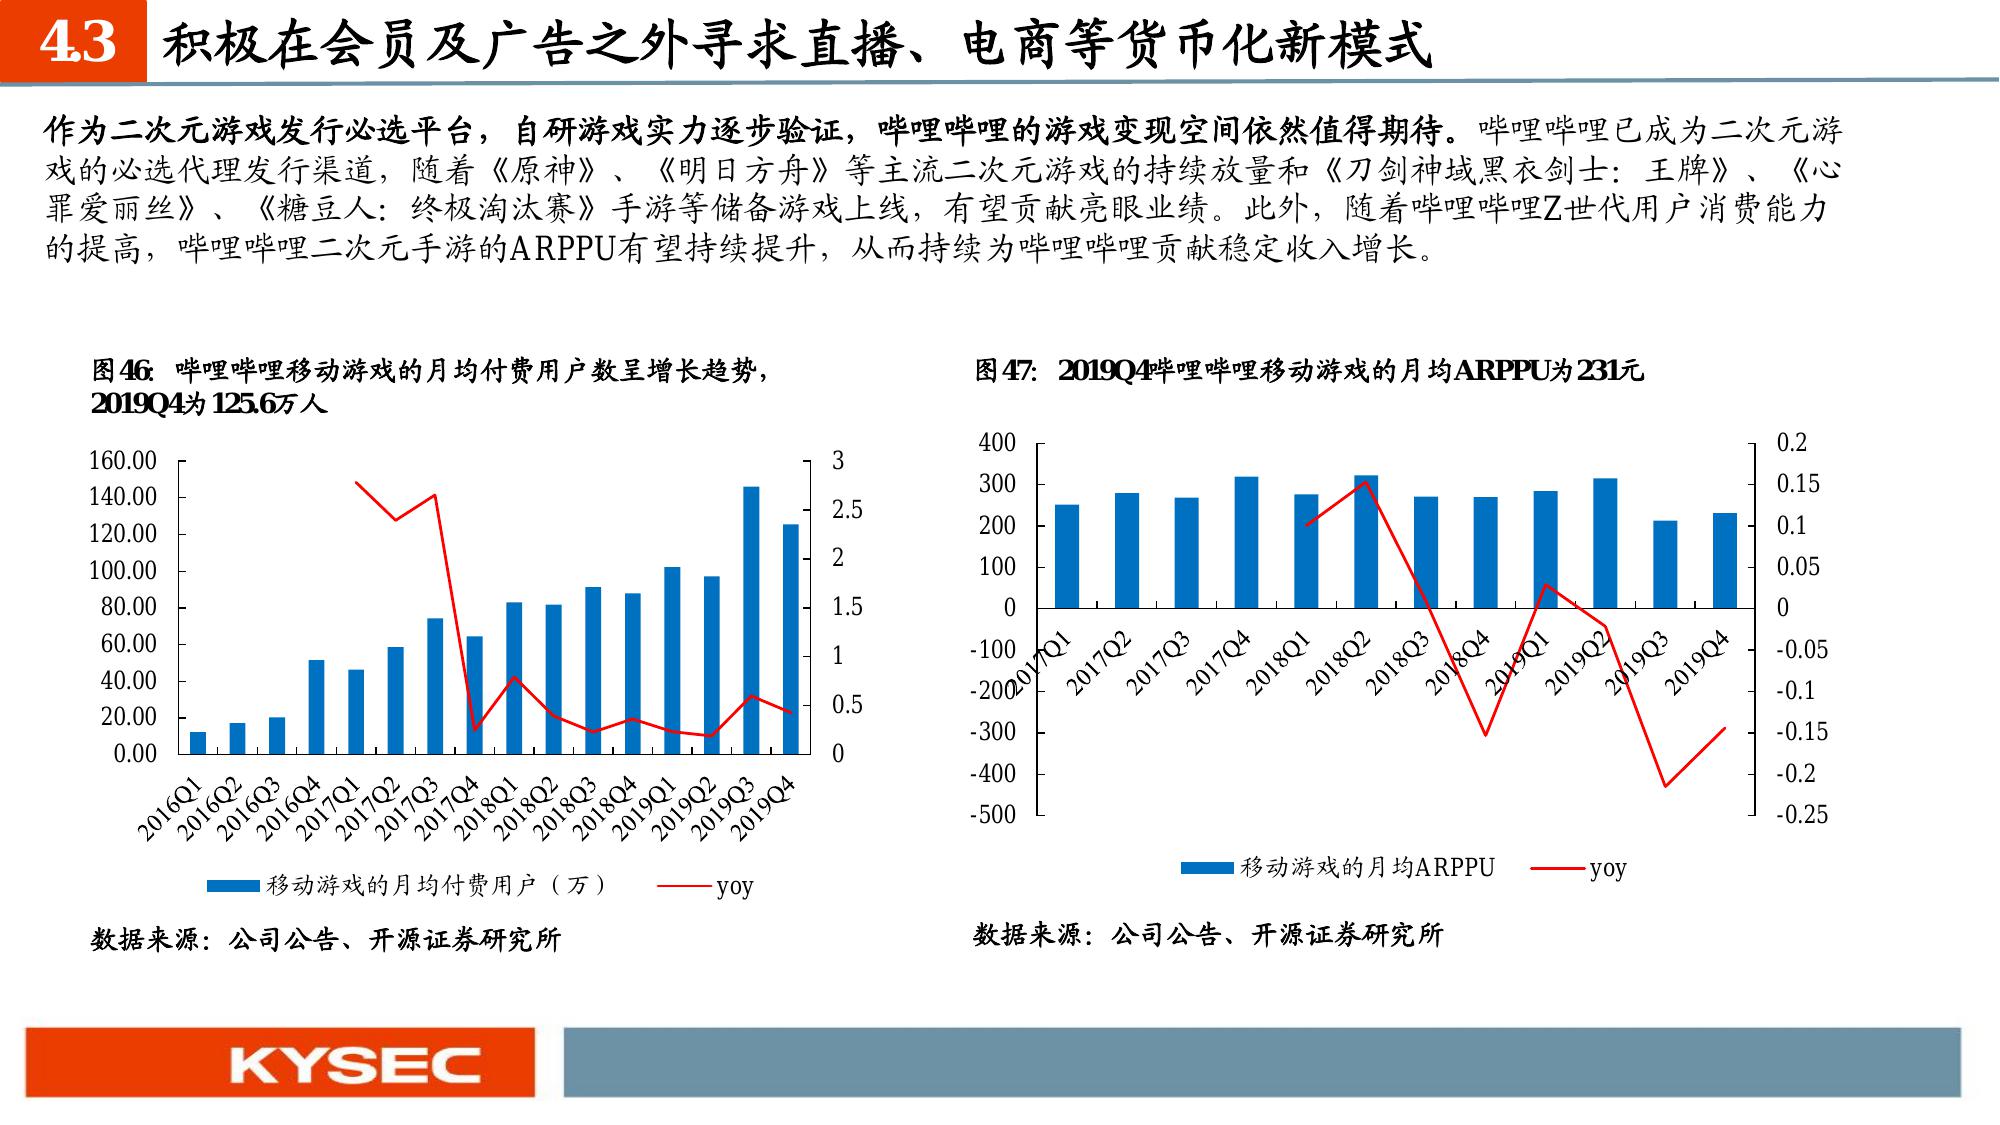 4.3 积极在会员及广告之外寻求直播、电商等货币化新模式
作为二次元游戏发行必选平台，自研游戏实力逐步验证，哔哩哔哩的游戏变现空间依然值得期待。哔哩哔哩已成为二次元游
戏的必选代理发行渠道，随着《原神》、《明日方舟》等主流二次元游戏的持续放量和《刀剑神域黑衣剑士：王牌》、《心
罪爱丽丝》、《糖豆人：终极淘汰赛》手游等储备游戏上线，有望贡献亮眼业绩。此外，随着哔哩哔哩Z世代用户消费能力
的提高，哔哩哔哩二次元手游的ARPPU有望持续提升，从而持续为哔哩哔哩贡献稳定收入增长。
图46：哔哩哔哩移动游戏的月均付费用户数呈增长趋势，
2019Q4为125.6万人
160.00
140.00
120.00
100.00
80.00
60.00
40.00
20.00
0.00
3
2.5
2
1.5
1
0.5
0
2016Q1
2016Q2
2016Q3
2016Q4
2017Q1
2017Q2
2017Q3
2017Q4
2018Q1
2018Q2
2018Q3
2018Q4
2019Q1
2019Q2
2019Q3
2019Q4
移动游戏的月均付费用户（万） yoy
数据来源：公司公告、开源证券研究所
图47：2019Q4哔哩哔哩移动游戏的月均ARPPU为231元
400
300
200
100
0
-100
-200
-300
-400
-500
0.2
0.15
0.1
0.05
0
-0.05
-0.1
-0.15
-0.2
-0.25
2017Q1
2017Q2
2017Q3
2017Q4
2018Q1
2018Q2
2018Q3
2018Q4
2019Q1
2019Q2
2019Q3
2019Q4
移动游戏的月均ARPPU yoy
数据来源：公司公告、开源证券研究所
KYSEC